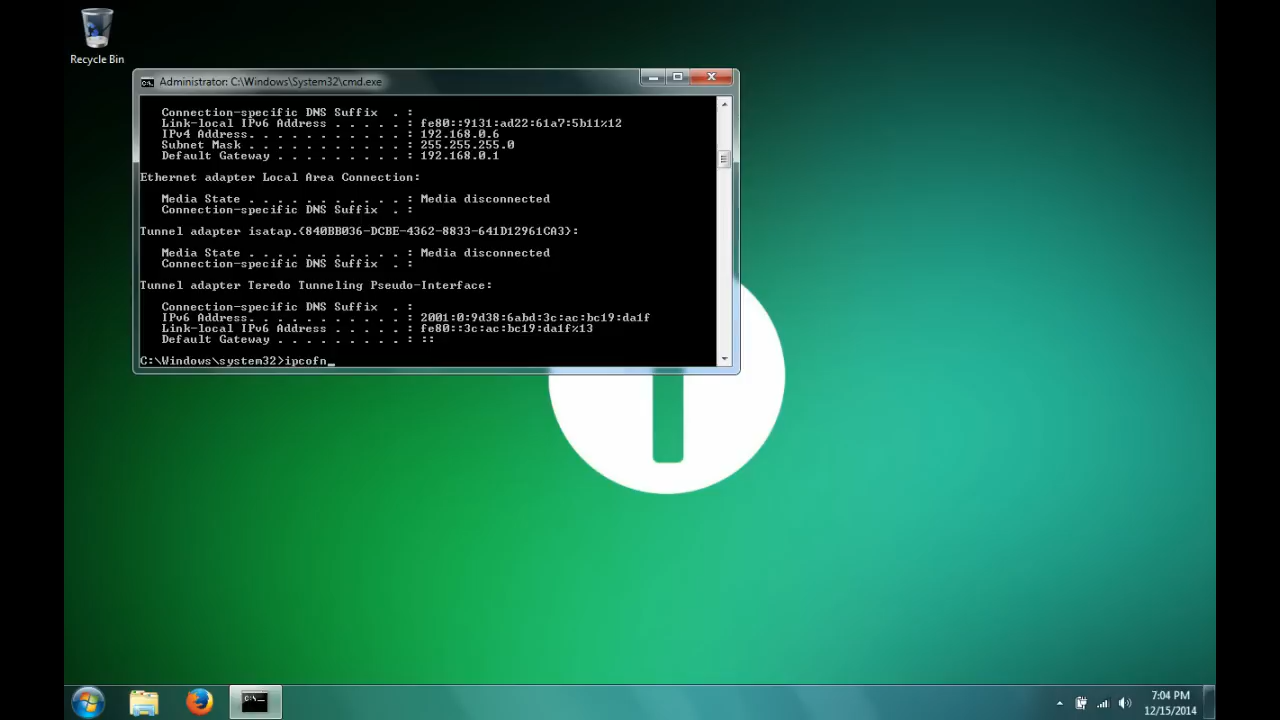 Recycle Bin
Administrator: C:\Windows\System32\cmd.exe
Connection-specific DNS Suffix  . :
Link-local IPv6 Address . . . . . : fe80::9131:ad22:61a7:5b11%12
IPv4 Address. . . . . . . . . . . : 192.168.0.6
Subnet Mask . . . . . . . . . . . : 255.255.255.0
Default Gateway . . . . . . . . . : 192.168.0.1
Ethernet adapter Local Area Connection:
Media State . . . . . . . . . . . : Media disconnected
Connection-specific DNS Suffix  . :
Tunnel adapter isatap.{840BB036-DCBE-4362-8833-641D12961CA3}:
Media State . . . . . . . . . . . : Media disconnected
Connection-specific DNS Suffix  . :
Tunnel adapter Teredo Tunneling Pseudo-Interface:
Connection-specific DNS Suffix  . :
IPv6 Address. . . . . . . . . . . : 2001:0:9d38:6abd:3c:ac:bc19:da1f
Link-local IPv6 Address . . . . . : fe80::3c:ac:bc19:da1f%13
Default Gateway . . . . . . . . . : ::
C:\Windows\system32>ipcofn_
7:04 PM
12/15/2014